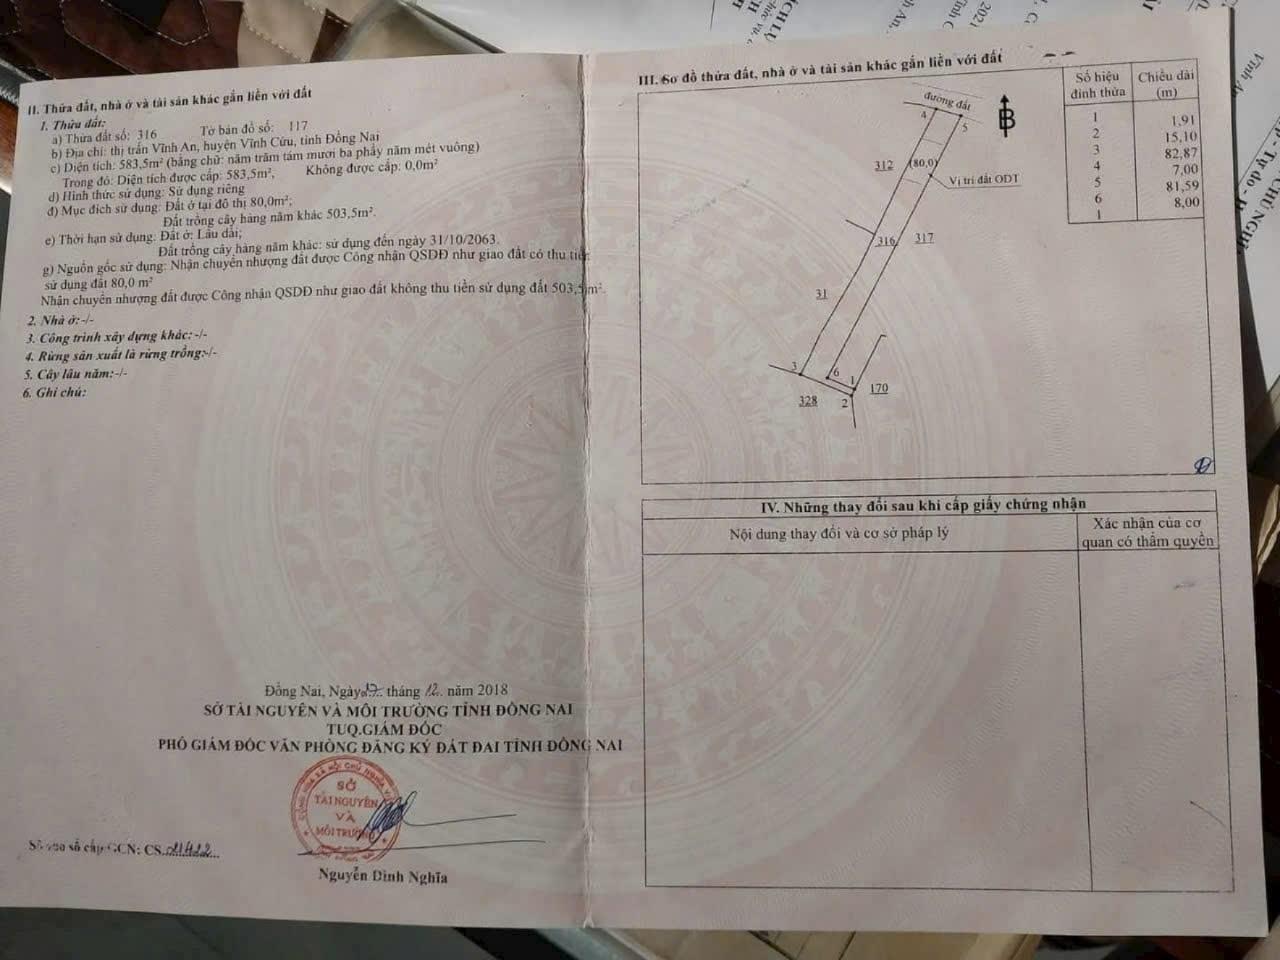 II. Thửa đất, nhà ở và tài sản khác gắn liền với đất
1. Thửa đất:
a) Thửa đất số: 316 Tờ bản đồ số: 117
b) Địa chỉ: thị trấn Vĩnh An, huyện Vĩnh Cửu, tỉnh Đồng Nai
c) Diện tích: 583,5m² (bằng chữ: năm trăm tám mươi ba phẩy năm mét vuông)
Trong đó: Diện tích được cấp: 583,5m², Không được cấp: 0,0m²
d) Hình thức sử dụng: Sử dụng riêng
đ) Mục đích sử dụng: Đất ở tại đô thị 80,0m²;
Đất trồng cây hàng năm khác 503,5m².
e) Thời hạn sử dụng: Đất ở: Lâu dài;
Đất trồng cây hàng năm khác: sử dụng đến ngày 31/10/2063.
g) Nguồn gốc sử dụng: Nhận chuyển nhượng đất được Công nhận QSDĐ như giao đất có thu tiền
sử dụng đất 80,0 m²
Nhận chuyển nhượng đất được Công nhận QSDĐ như giao đất không thu tiền sử dụng đất 503,5m².
2. Nhà ở:-/-
3. Công trình xây dựng khác:-/-
4. Rừng sản xuất là rừng trồng:-/-
5. Cây lâu năm:-/-
6. Ghi chú:
Đồng Nai, Ngày 27 tháng 12 năm 2018
SỞ TÀI NGUYÊN VÀ MÔI TRƯỜNG TỈNH ĐỒNG NAI
TUQ.GIÁM ĐỐC
PHÓ GIÁM ĐỐC VĂN PHÒNG ĐĂNG KÝ ĐẤT ĐAI TỈNH ĐỒNG NAI
SỞ
TÀI NGUYÊN
VÀ
MÔI TRƯỜNG
Số vào sổ cấp GCN: CS 21422
Nguyễn Đình Nghĩa
III. Sơ đồ thửa đất, nhà ở và tài sản khác gắn liền với đất
đường đất
B
4
5
312
(80,0)
Vị trí đất ODT
316
317
31
3
6
1
170
328
2
Số hiệu đỉnh thửa Chiều dài (m)
1
1,91
2
15,10
3
82,87
4
7,00
5
81,59
6
8,00
1
IV. Những thay đổi sau khi cấp giấy chứng nhận
Nội dung thay đổi và cơ sở pháp lý
Xác nhận của cơ
quan có thẩm quyền